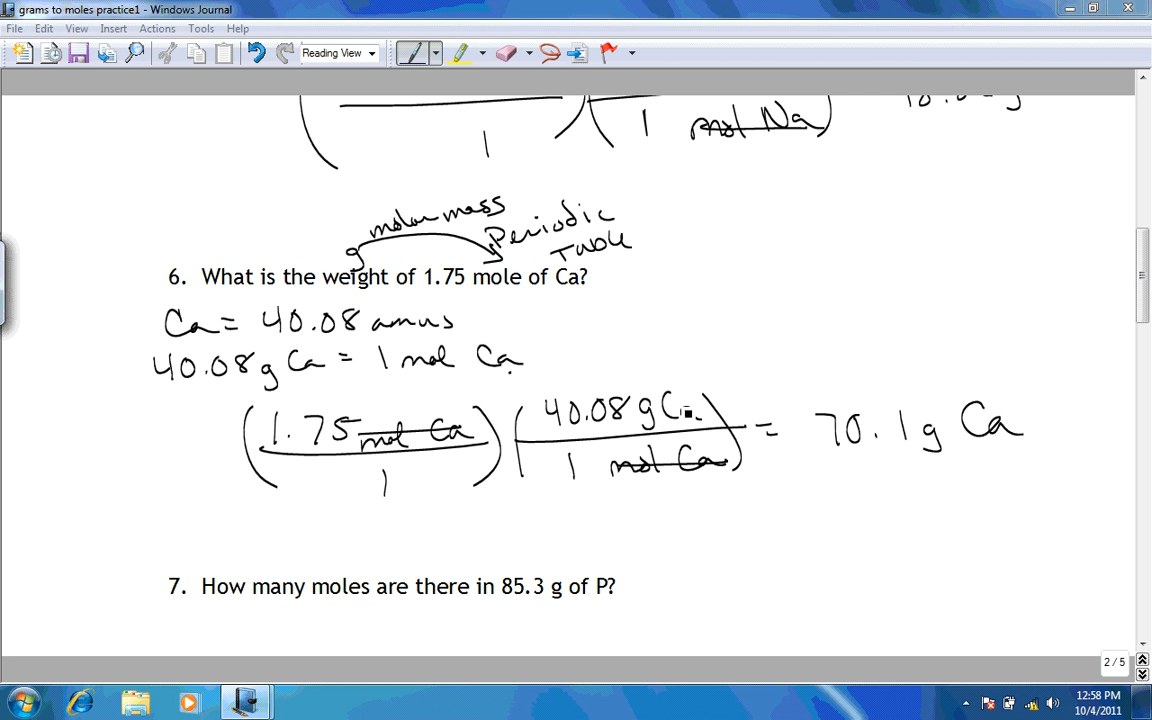 grams to moles practice1 - Windows Journal
File Edit View Insert Actions Tools Help
Reading View
1
1 mol Na
molar mass
g Periodic
Table
6. What is the weight of 1.75 mole of Ca?
Ca = 40.08 amus
40.08 g Ca = 1 mol Ca
(1.75 mol Ca) (40.08 g Ca) = 70.1 g Ca
1 1 mol Ca
7. How many moles are there in 85.3 g of P?
2 / 5
12:58 PM
10/4/2011